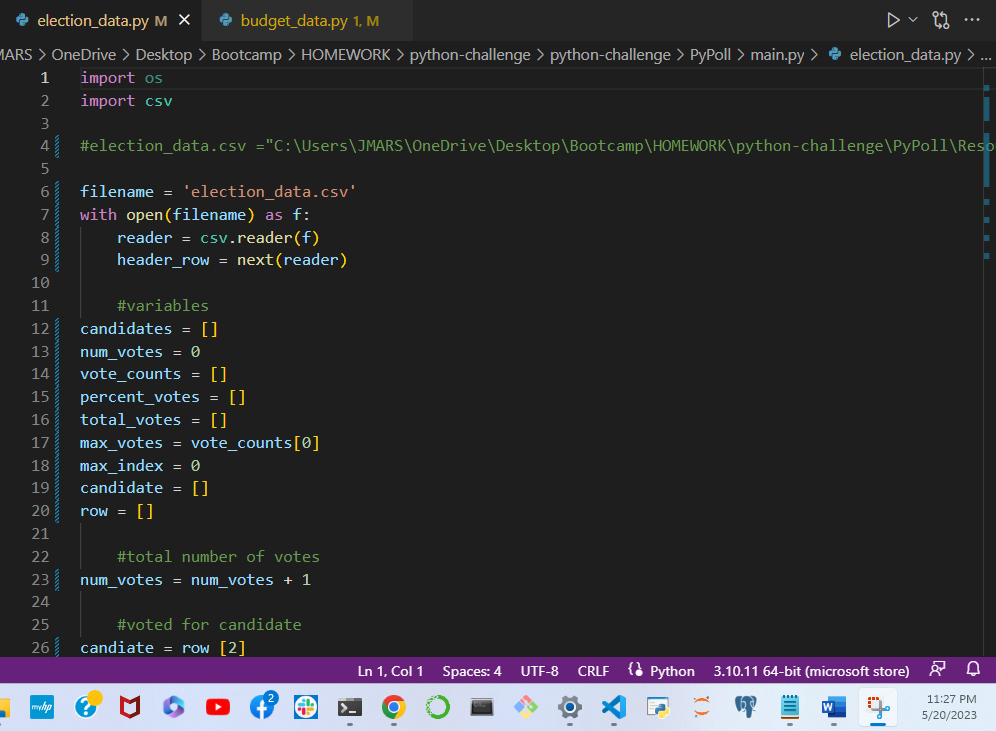 election_data.py M
budget_data.py 1, M
MARS > OneDrive > Desktop > Bootcamp > HOMEWORK > python-challenge > python-challenge > PyPoll > main.py > election_data.py > ...
1 import os
2 import csv
3
4 #election_data.csv ="C:\Users\JMARS\OneDrive\Desktop\Bootcamp\HOMEWORK\python-challenge\PyPoll\Reso
5
6 filename = 'election_data.csv'
7 with open(filename) as f:
8 reader = csv.reader(f)
9 header_row = next(reader)
10
11 #variables
12 candidates = []
13 num_votes = 0
14 vote_counts = []
15 percent_votes = []
16 total_votes = []
17 max_votes = vote_counts[0]
18 max_index = 0
19 candidate = []
20 row = []
21
22 #total number of votes
23 num_votes = num_votes + 1
24
25 #voted for candidate
26 candiate = row [2]
Ln 1, Col 1 Spaces: 4 UTF-8 CRLF Python 3.10.11 64-bit (microsoft store)
myhp
2
11:27 PM
5/20/2023